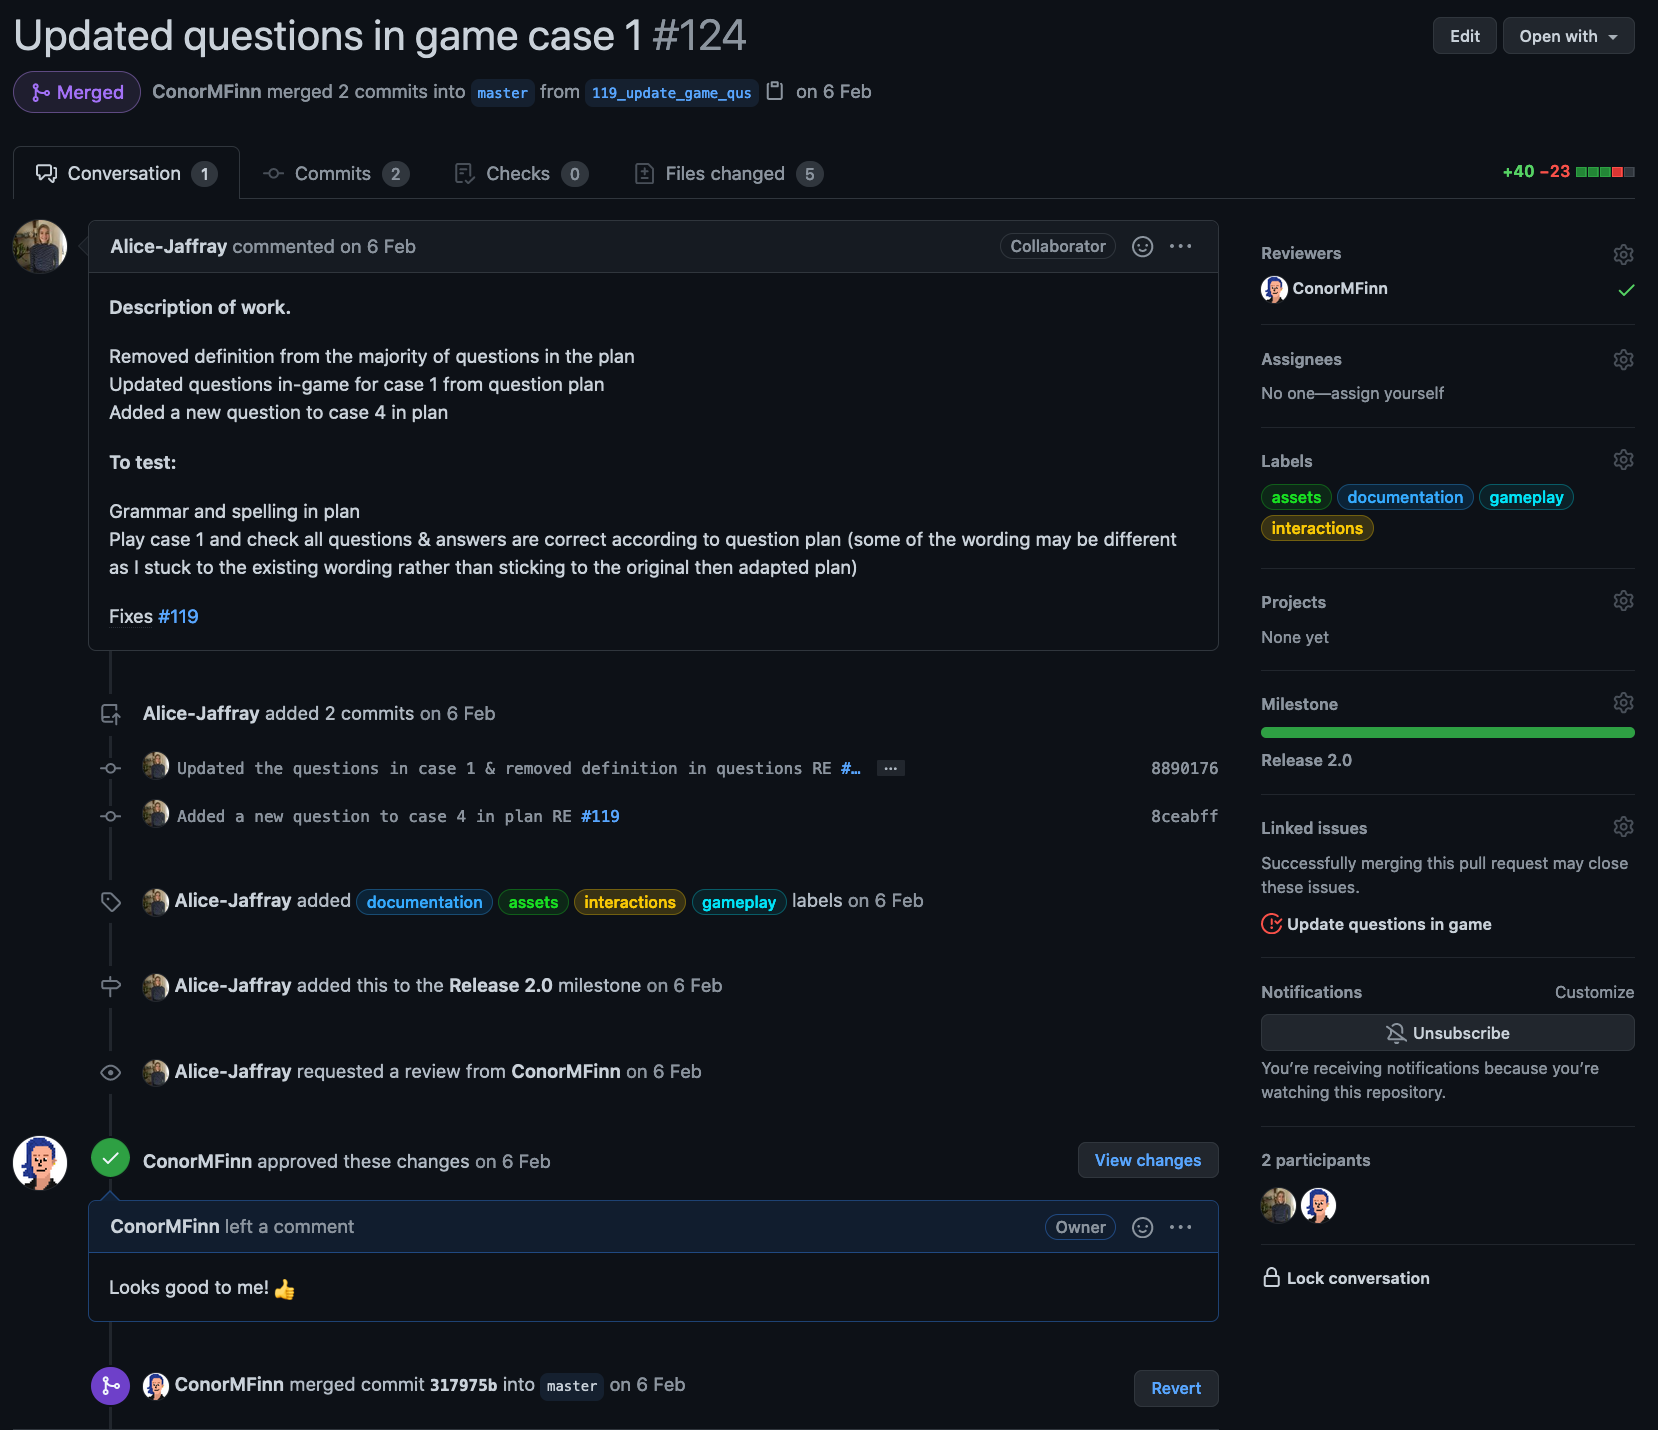 Updated questions in game case 1 #124
Edit
Open with
Merged
ConorMFinn merged 2 commits into master from 119_update_game_qus on 6 Feb
Conversation 1
Commits 2
Checks 0
Files changed 5
+40 −23
Alice-Jaffray commented on 6 Feb
Collaborator
Description of work.
Removed definition from the majority of questions in the plan
Updated questions in-game for case 1 from question plan
Added a new question to case 4 in plan
To test:
Grammar and spelling in plan
Play case 1 and check all questions & answers are correct according to question plan (some of the wording may be different
as I stuck to the existing wording rather than sticking to the original then adapted plan)
Fixes #119
Alice-Jaffray added 2 commits on 6 Feb
Updated the questions in case 1 & removed definition in questions RE #…
8890176
Added a new question to case 4 in plan RE #119
8ceabff
Alice-Jaffray added documentation assets interactions gameplay labels on 6 Feb
Alice-Jaffray added this to the Release 2.0 milestone on 6 Feb
Alice-Jaffray requested a review from ConorMFinn on 6 Feb
ConorMFinn approved these changes on 6 Feb
View changes
ConorMFinn left a comment
Owner
Looks good to me! 👍
ConorMFinn merged commit 317975b into master on 6 Feb
Revert
Reviewers
ConorMFinn
Assignees
No one—assign yourself
Labels
assets documentation gameplay
interactions
Projects
None yet
Milestone
Release 2.0
Linked issues
Successfully merging this pull request may close
these issues.
Update questions in game
Notifications
Customize
Unsubscribe
You’re receiving notifications because you’re
watching this repository.
2 participants
Lock conversation